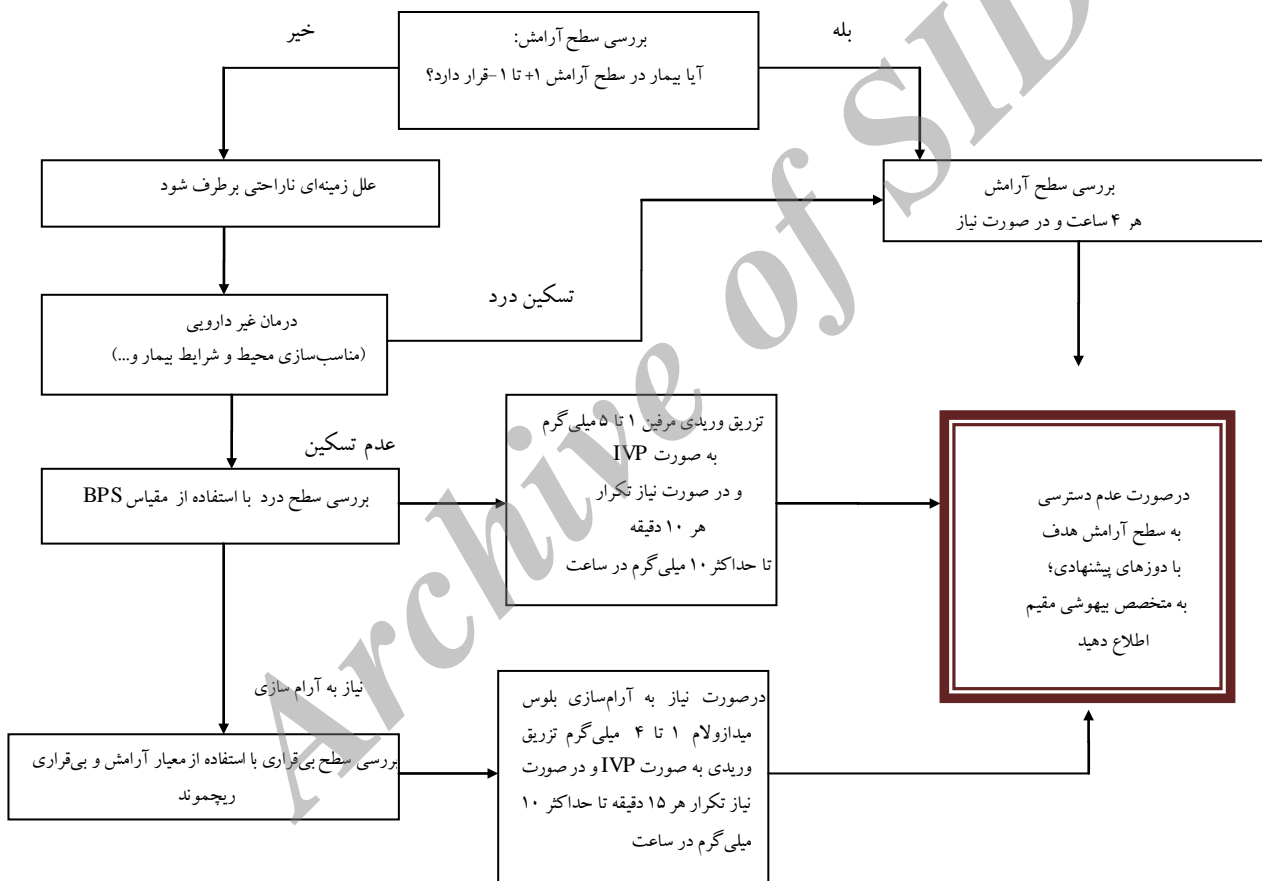 بررسی سطح آرامش:
آیا بیمار در سطح آرامش ۱+ تا ۱- قرار دارد؟
بله
خیر
علل زمینه‌ای ناراحتی برطرف شود
بررسی سطح آرامش
هر ۴ ساعت و در صورت نیاز
تسکین درد
درمان غیر دارویی
(مناسب‌سازی محیط و شرایط بیمار و...)
عدم تسکین
بررسی سطح درد با استفاده از مقیاس BPS
تزریق وریدی مرفین ۱ تا ۵ میلی‌گرم
به صورت IVP
و در صورت نیاز تکرار
هر ۱۰ دقیقه
تا حداکثر ۱۰ میلی‌گرم در ساعت
درصورت عدم دسترسی
به سطح آرامش هدف
با دوزهای پیشنهادی؛
به متخصص بیهوشی مقیم
اطلاع دهید
نیاز به آرام سازی
بررسی سطح بی‌قراری با استفاده از معیار آرامش و بی‌قراری
ریچموند
درصورت نیاز به آرام‌سازی بلوس
میدازولام ۱ تا ۴ میلی‌گرم تزریق
وریدی به صورت IVP و در صورت
نیاز تکرار هر ۱۵ دقیقه تا حداکثر ۱۰
میلی‌گرم در ساعت
Archive of SID